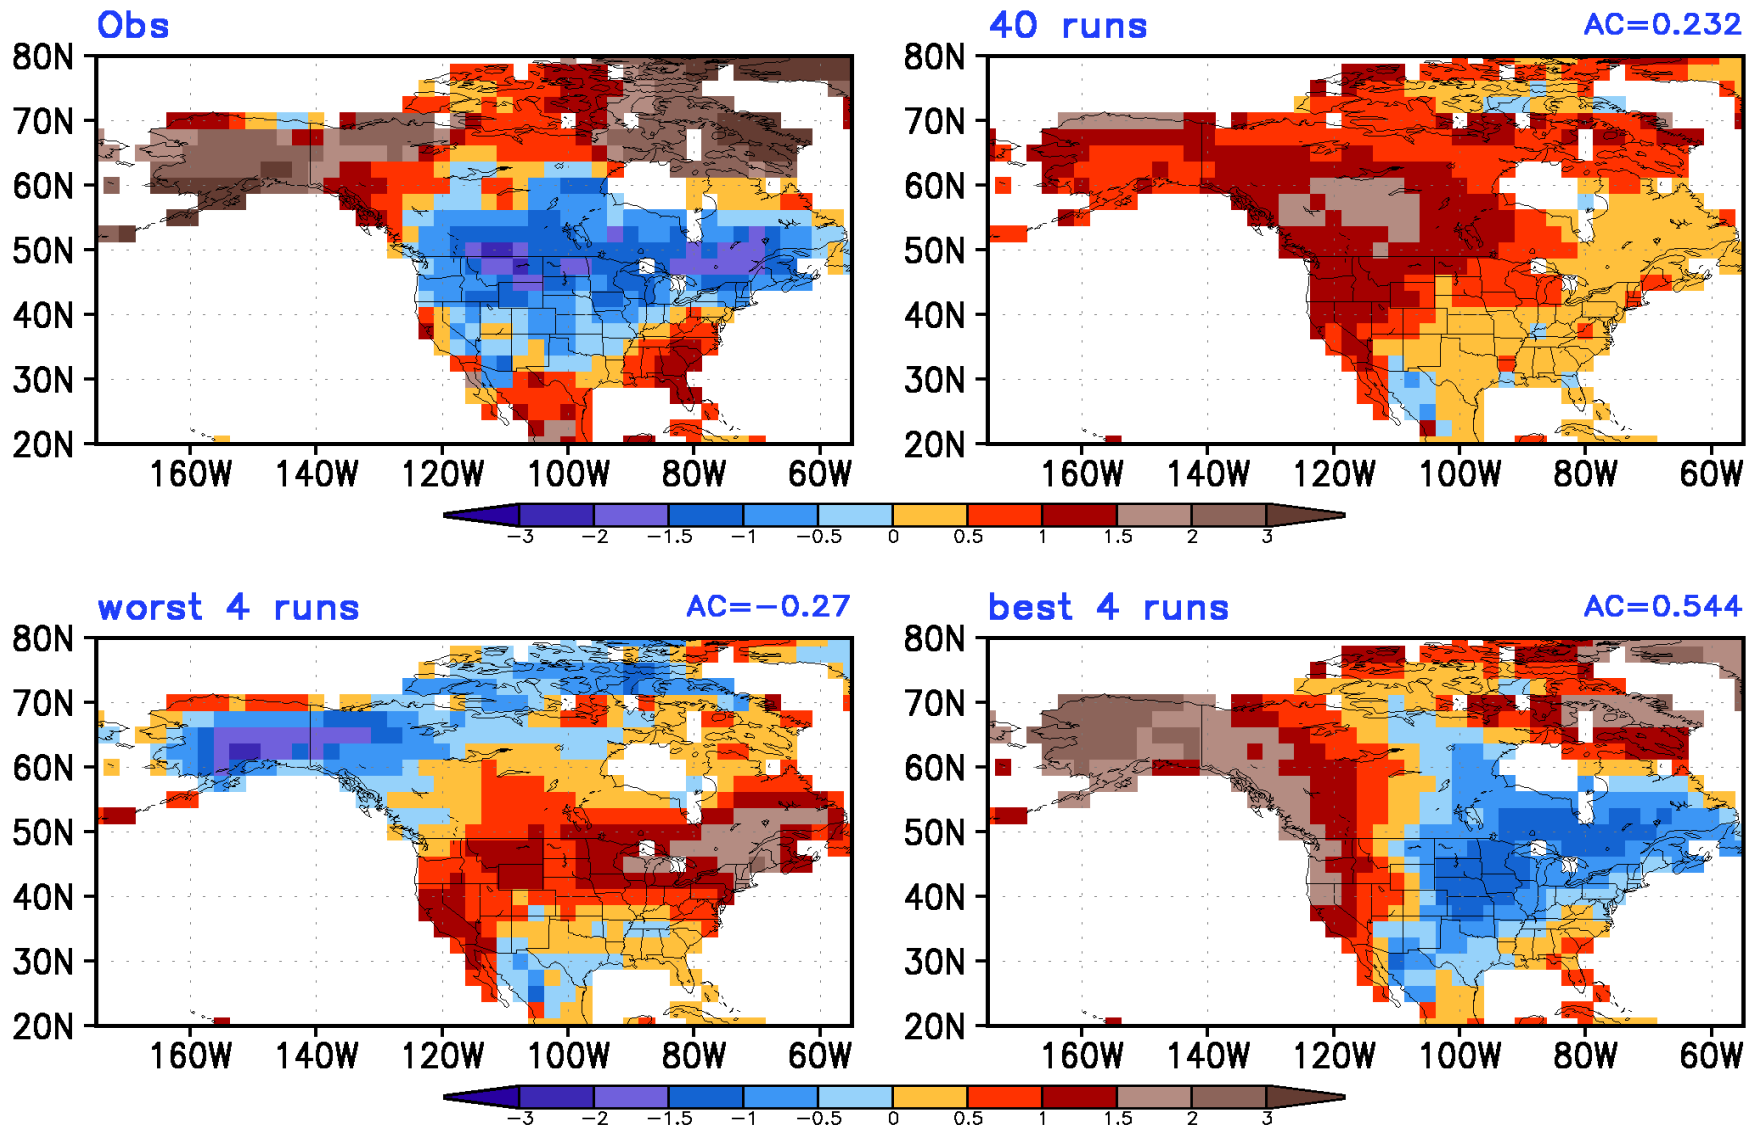 Obs
40 runs AC=0.232
80N 80N
70N 70N
60N 60N
50N 50N
40N 40N
30N 30N
20N 20N
160W 140W 120W 100W 80W 60W 160W 140W 120W 100W 80W 60W
-3 -2 -1.5 -1 -0.5 0 0.5 1 1.5 2 3
worst 4 runs AC=-0.27
best 4 runs AC=0.544
80N 80N
70N 70N
60N 60N
50N 50N
40N 40N
30N 30N
20N 20N
160W 140W 120W 100W 80W 60W 160W 140W 120W 100W 80W 60W
-3 -2 -1.5 -1 -0.5 0 0.5 1 1.5 2 3